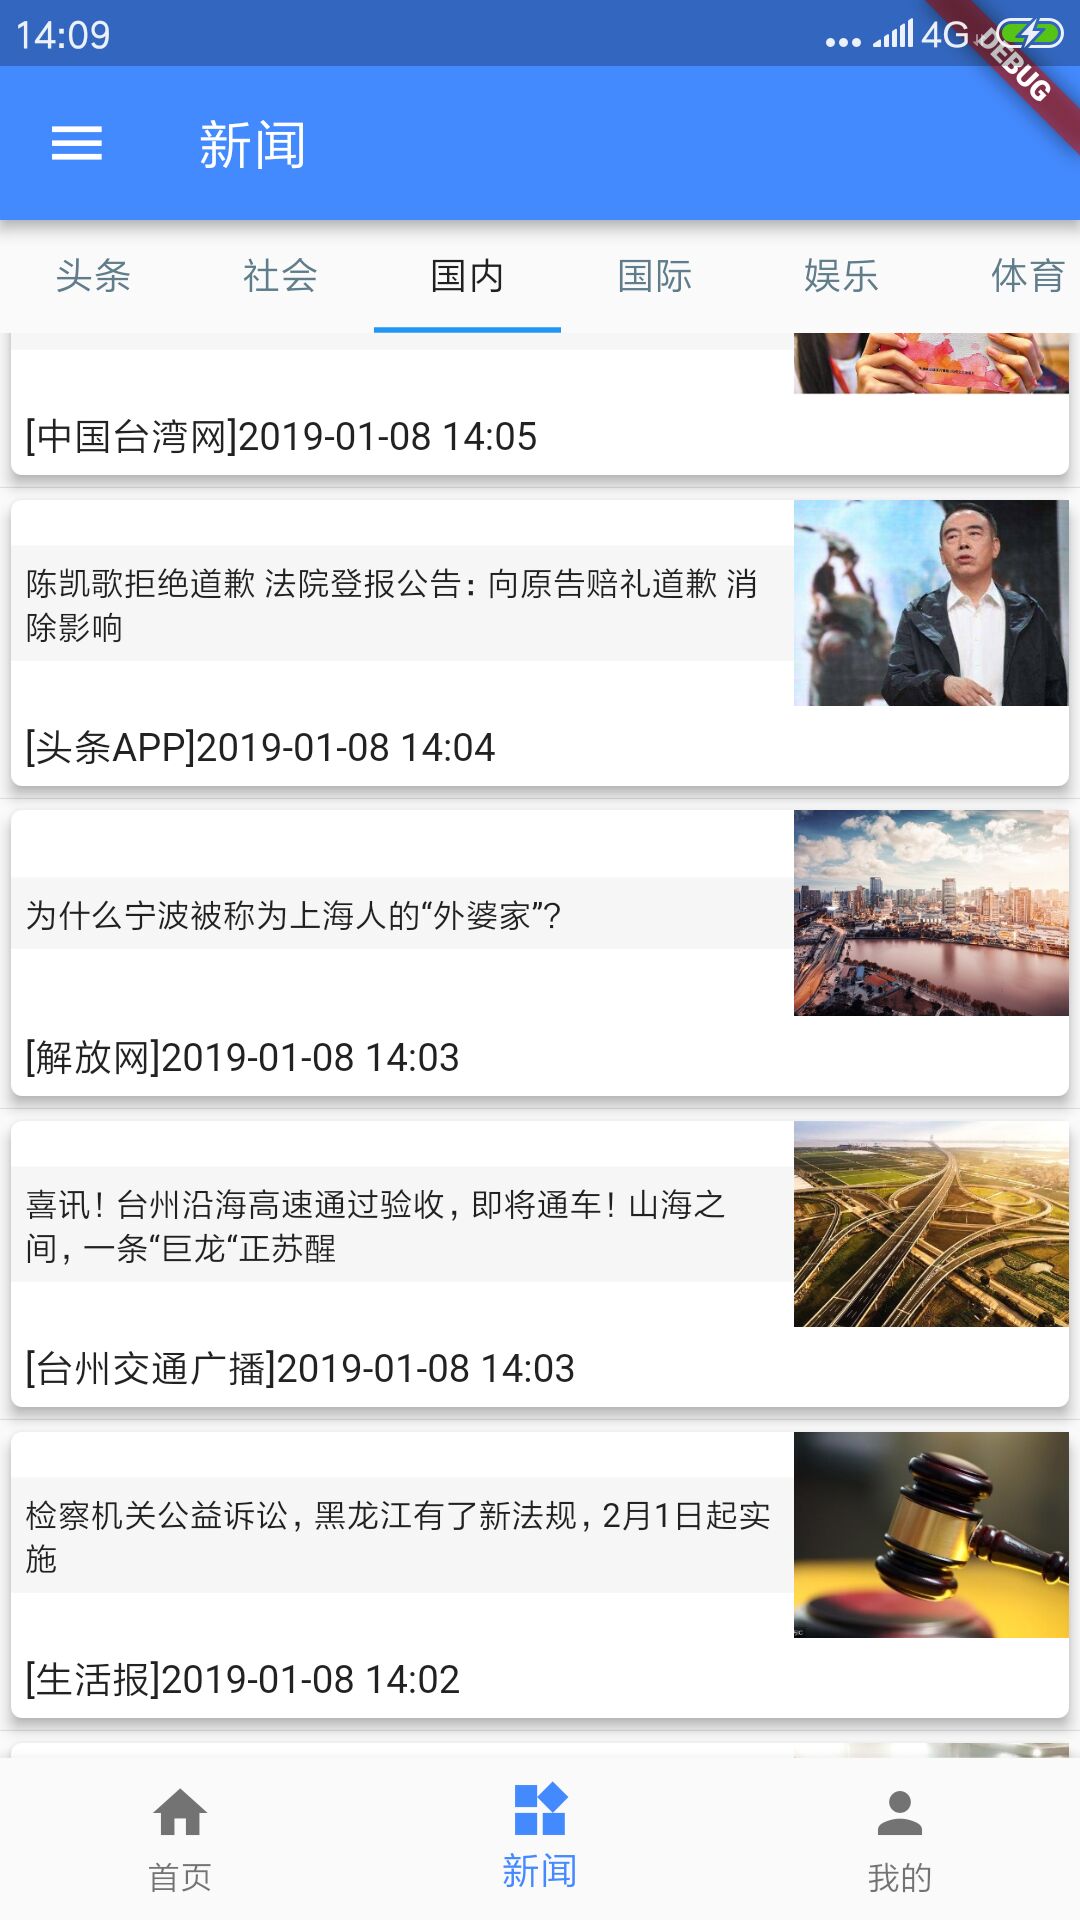 14:09
4G
DEBUG
新闻
头条 社会 国内 国际 娱乐 体育
[中国台湾网]2019-01-08 14:05
陈凯歌拒绝道歉 法院登报公告：向原告赔礼道歉 消
除影响
[头条APP]2019-01-08 14:04
为什么宁波被称为上海人的“外婆家”?
[解放网]2019-01-08 14:03
喜讯！台州沿海高速通过验收，即将通车！山海之
间，一条“巨龙“正苏醒
[台州交通广播]2019-01-08 14:03
检察机关公益诉讼，黑龙江有了新法规，2月1日起实
施
[生活报]2019-01-08 14:02
首页 新闻 我的